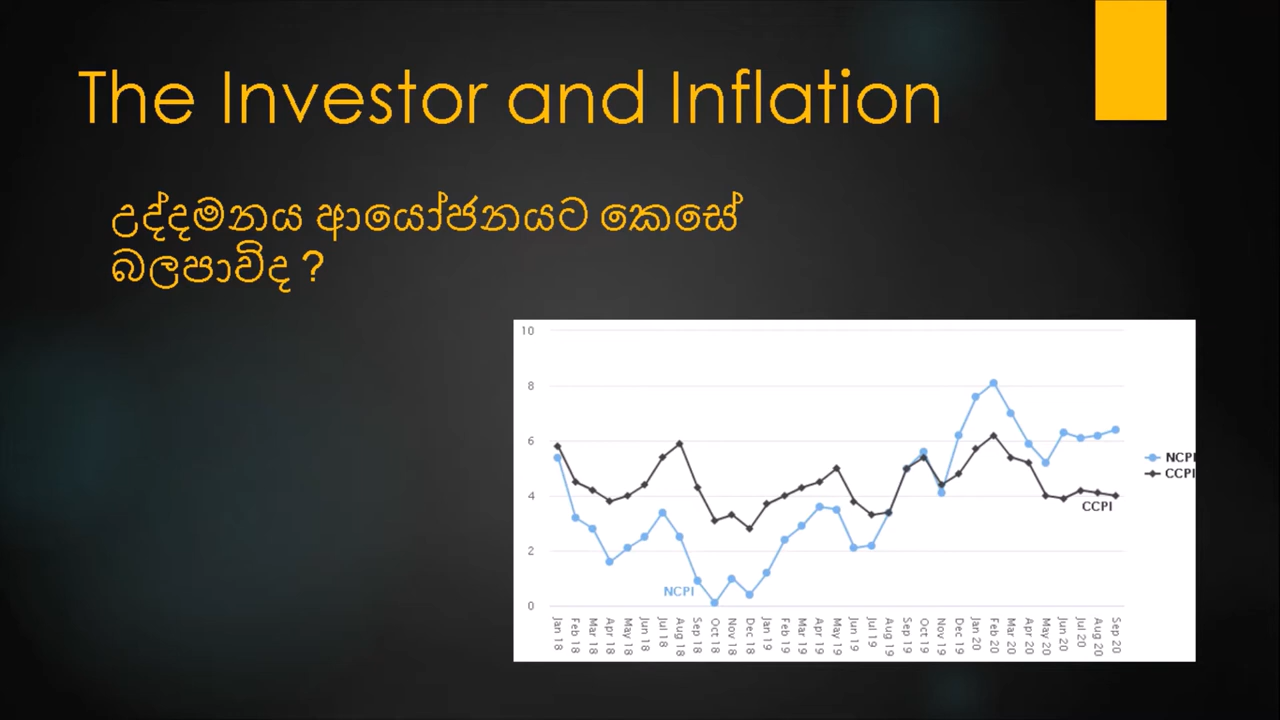 The Investor and Inflation
උද්දමනය ආයෝජනයට කෙසේ
බලපාවිද ?
10
8
6
4
2
0
NCPI
CCPI
NCPI
CCPI
Jan 18
Feb 18
Mar 18
Apr 18
May 18
Jun 18
Jul 18
Aug 18
Sep 18
Oct 18
Nov 18
Dec 18
Jan 19
Feb 19
Mar 19
Apr 19
May 19
Jun 19
Jul 19
Aug 19
Sep 19
Oct 19
Nov 19
Dec 19
Jan 20
Feb 20
Mar 20
Apr 20
May 20
Jun 20
Jul 20
Aug 20
Sep 20